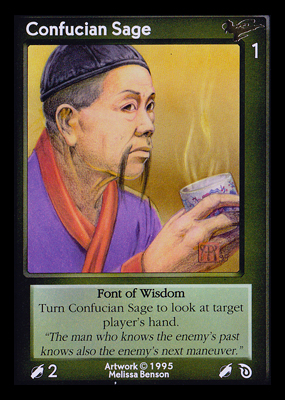 Confucian Sage
1
Font of Wisdom
Turn Confucian Sage to look at target
player's hand.
"The man who knows the enemy's past
knows also the enemy's next maneuver."
2
Artwork © 1995
Melissa Benson